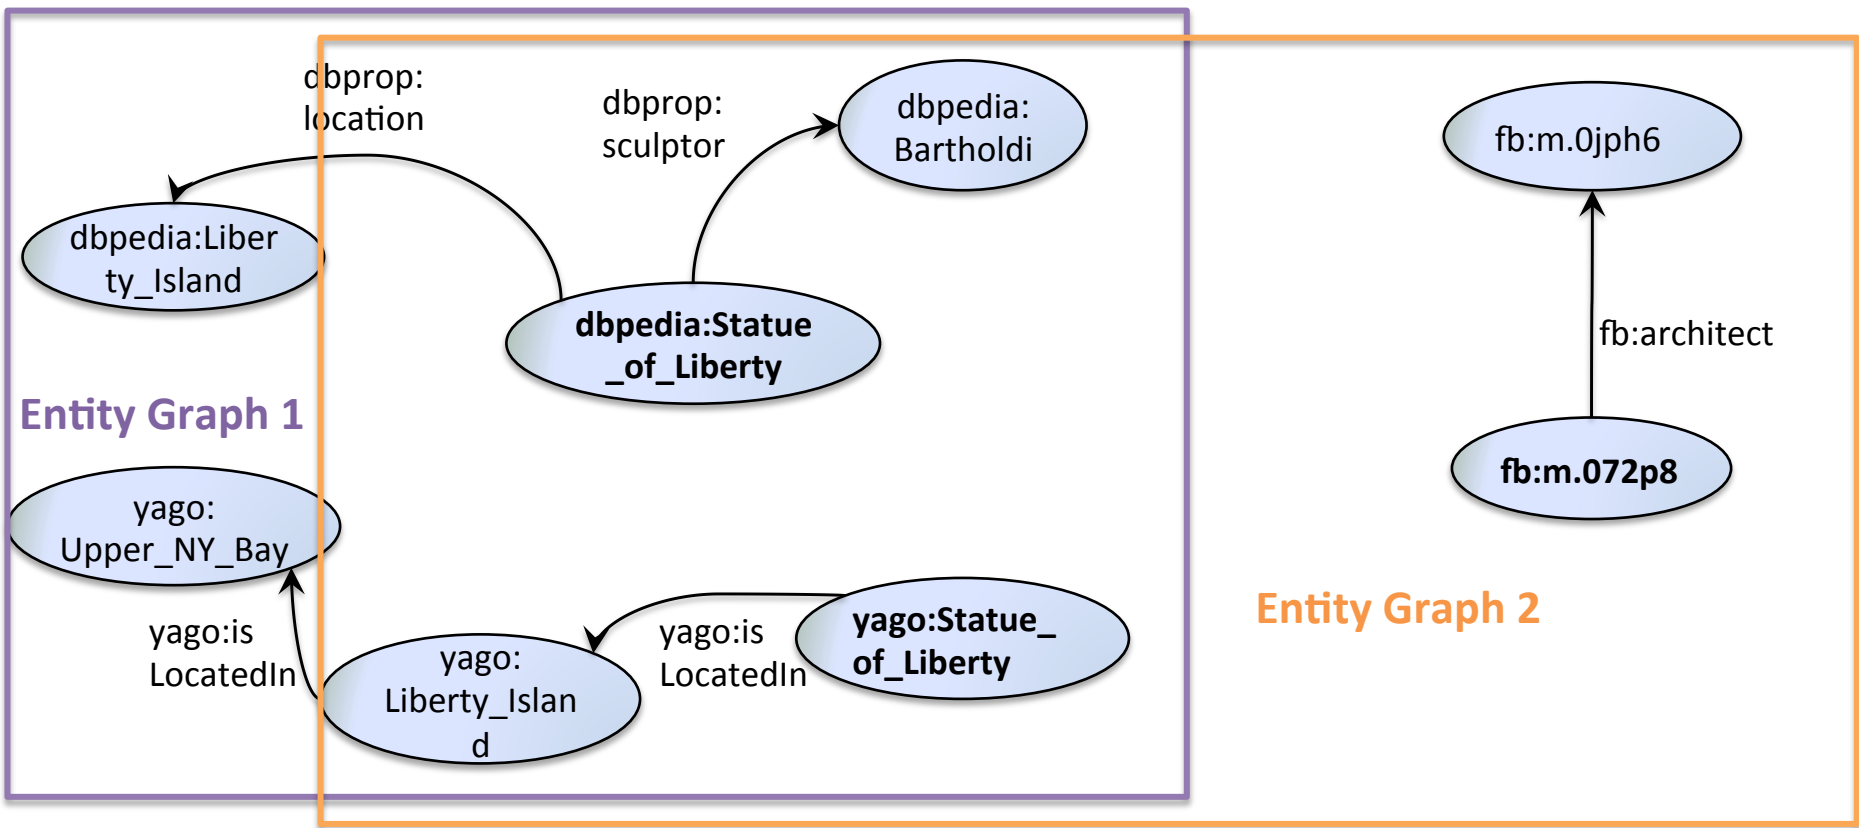 dbprop:
location
dbprop:
sculptor
dbpedia:
Bartholdi
fb:m.0jph6
dbpedia:Liber
ty_Island
dbpedia:Statue
_of_Liberty
fb:architect
Entity Graph 1
fb:m.072p8
yago:
Upper_NY_Bay
Entity Graph 2
yago:is
LocatedIn
yago:
Liberty_Islan
d
yago:is
LocatedIn
yago:Statue_
of_Liberty